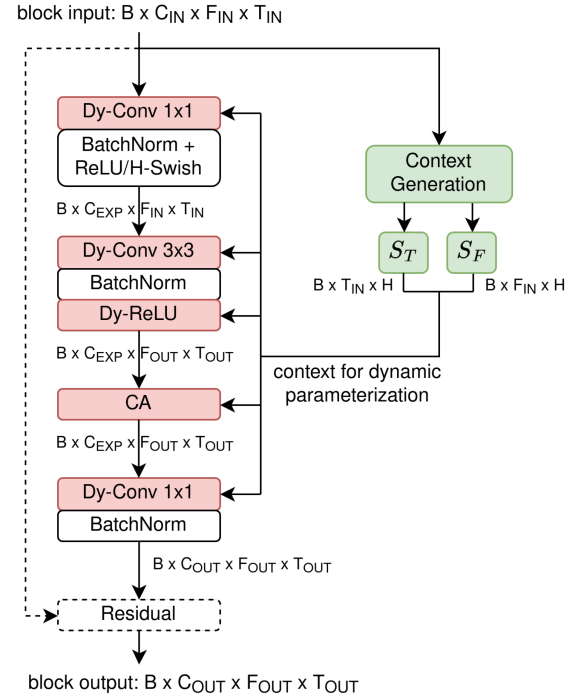 block input: B x C_IN x F_IN x T_IN
Dy-Conv 1x1
BatchNorm +
ReLU/H-Swish
B x C_EXP x F_IN x T_IN
Dy-Conv 3x3
BatchNorm
Dy-ReLU
B x C_EXP x F_OUT x T_OUT
CA
B x C_EXP x F_OUT x T_OUT
Dy-Conv 1x1
BatchNorm
B x C_OUT x F_OUT x T_OUT
Residual
block output: B x C_OUT x F_OUT x T_OUT
Context
Generation
S_T
S_F
B x T_IN x H
B x F_IN x H
context for dynamic
parameterization